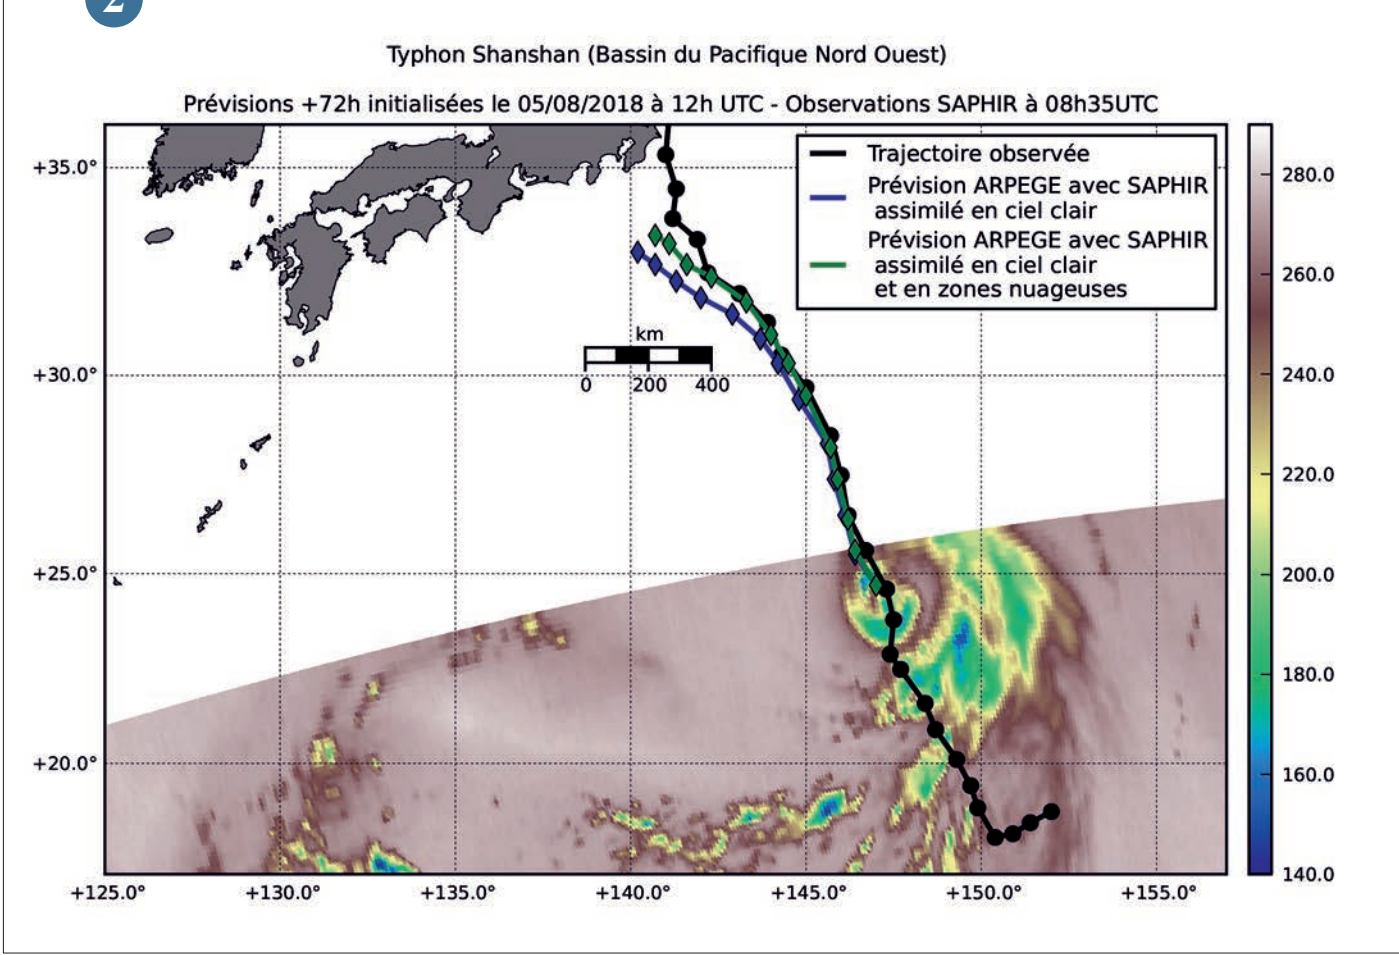 2
Typhon Shanshan (Bassin du Pacifique Nord Ouest)
Prévisions +72h initialisées le 05/08/2018 à 12h UTC - Observations SAPHIR à 08h35UTC
Trajectoire observée
Prévision ARPEGE avec SAPHIR
assimilé en ciel clair
Prévision ARPEGE avec SAPHIR
assimilé en ciel clair
et en zones nuageuses
km
0 200 400
+35.0°
+30.0°
+25.0°
+20.0°
+125.0° +130.0° +135.0° +140.0° +145.0° +150.0° +155.0°
280.0
260.0
240.0
220.0
200.0
180.0
160.0
140.0